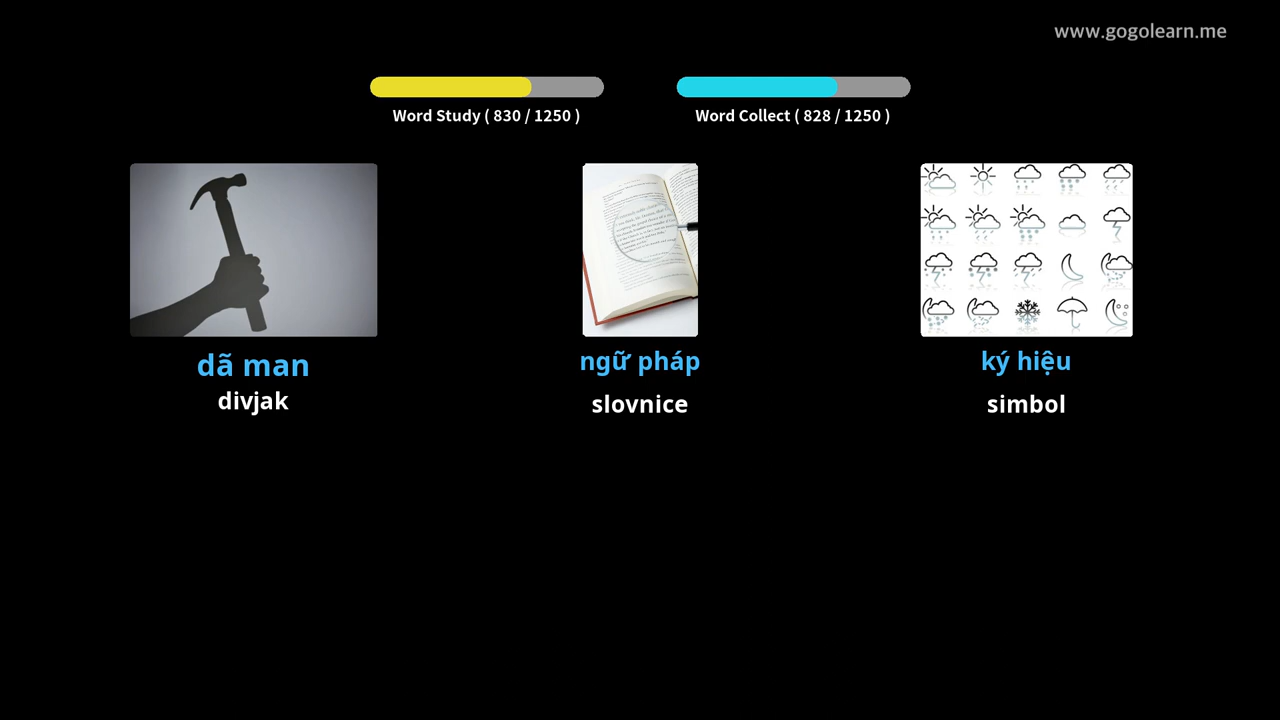 www.gogolearn.me
Word Study ( 830 / 1250 )
Word Collect ( 828 / 1250 )
dã man
divjak
ngữ pháp
slovnice
ký hiệu
simbol